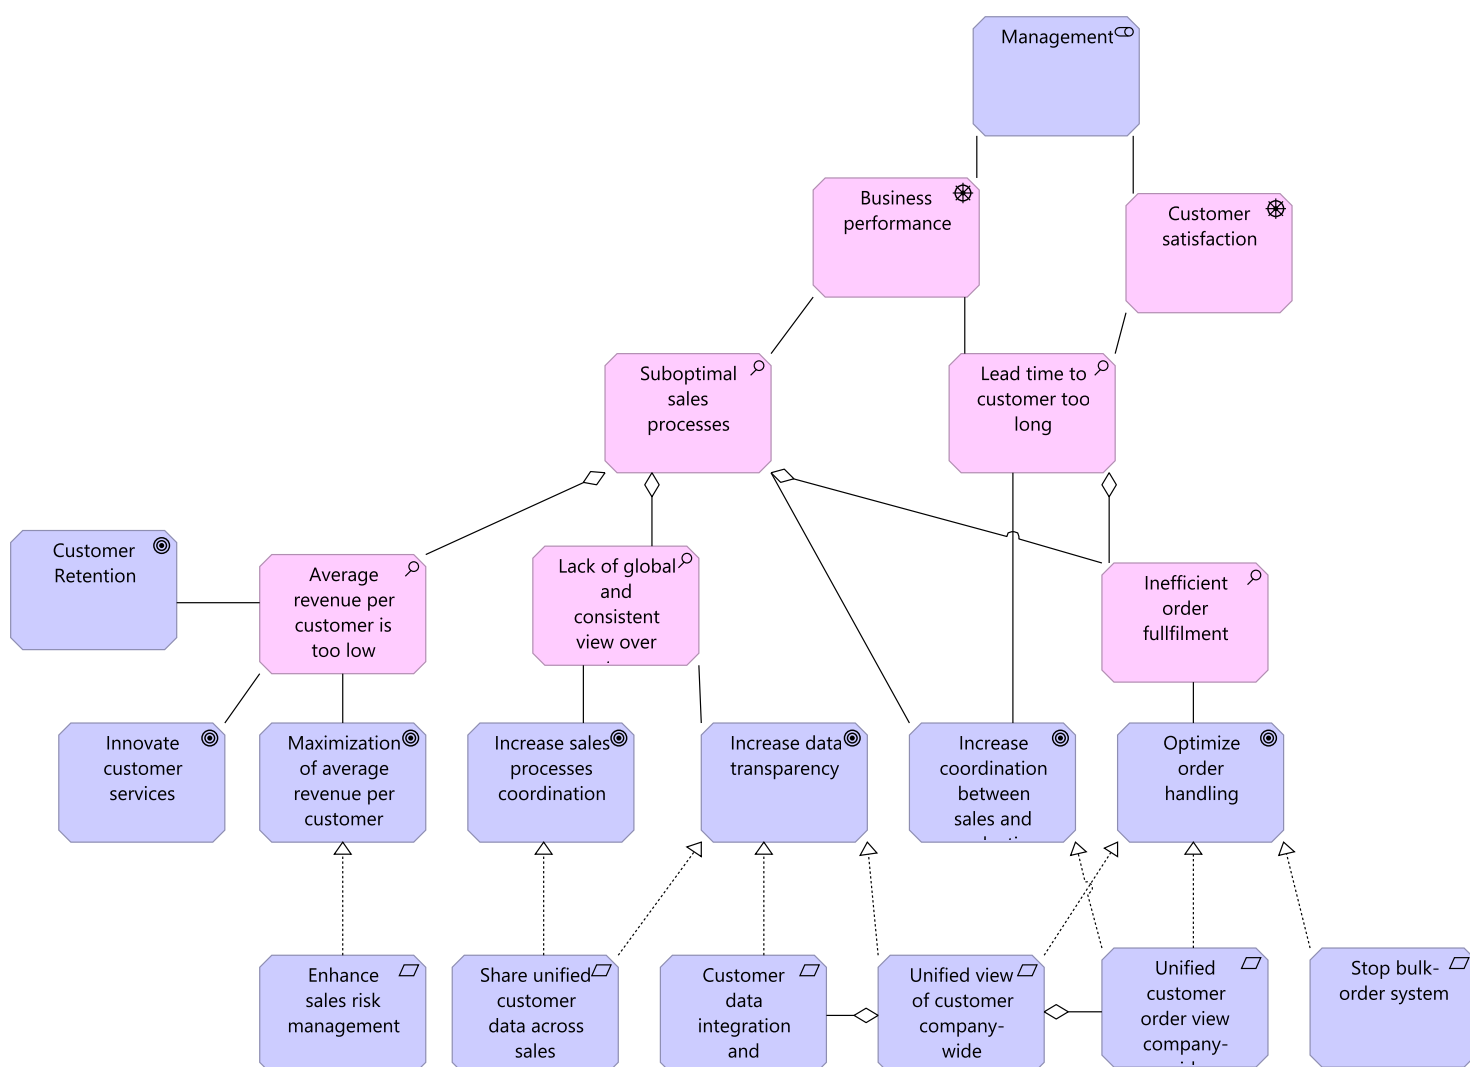 Management
Business
performance
Customer
satisfaction
Suboptimal
sales
processes
Lead time to
customer too
long
Customer
Retention
Average
revenue per
customer is
too low
Lack of global
and
consistent
view over
Inefficient
order
fullfilment
Innovate
customer
services
Maximization
of average
revenue per
customer
Increase sales
processes
coordination
Increase data
transparency
Increase
coordination
between
sales and
Optimize
order
handling
Enhance
sales risk
management
Share unified
customer
data across
sales
Customer
data
integration
and
Unified view
of customer
company-
wide
Unified
customer
order view
company-
Stop bulk-
order system